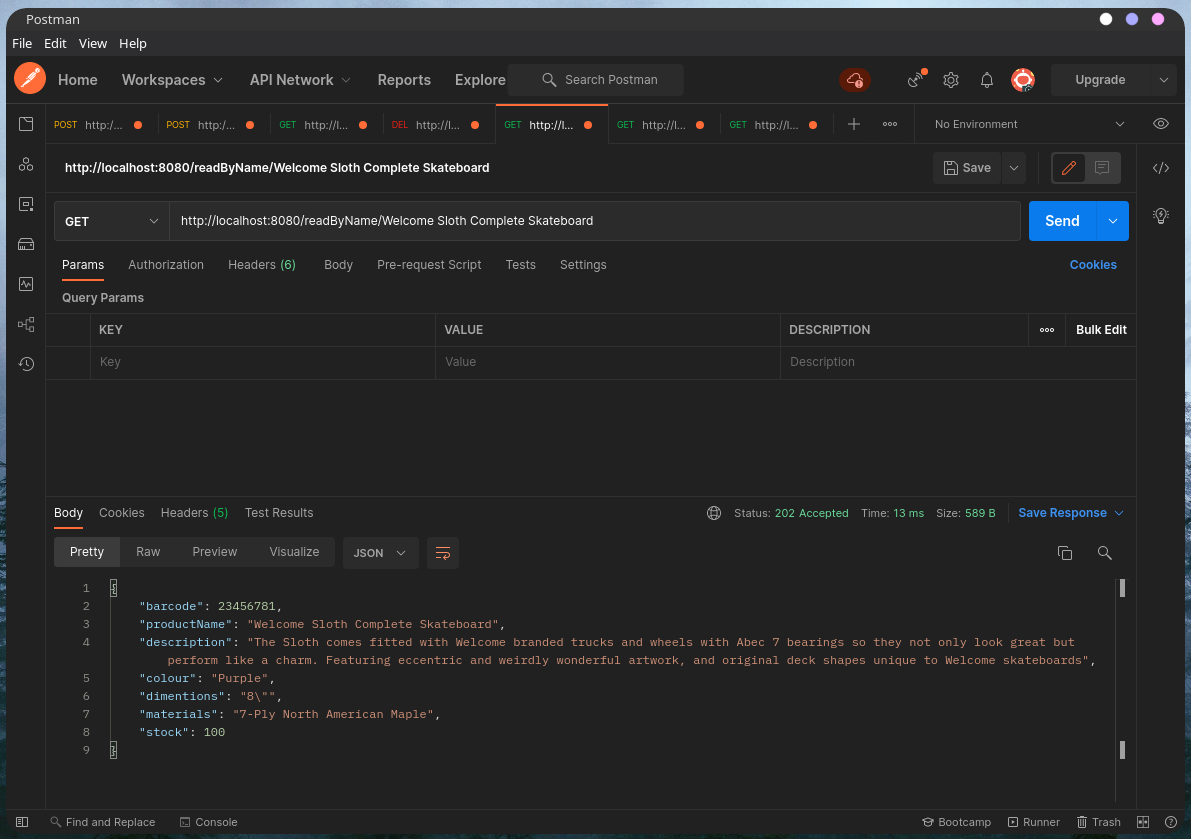 Postman
File Edit View Help
Home Workspaces API Network Reports Explore Search Postman Upgrade
POST http:/... POST http:/... GET http://l... DEL http://l... GET http://l... GET http://l... GET http://l... No Environment
http://localhost:8080/readByName/Welcome Sloth Complete Skateboard Save
GET http://localhost:8080/readByName/Welcome Sloth Complete Skateboard Send
Params Authorization Headers (6) Body Pre-request Script Tests Settings Cookies
Query Params
KEY VALUE DESCRIPTION Bulk Edit
Key Value Description
Body Cookies Headers (5) Test Results Status: 202 Accepted Time: 13 ms Size: 589 B Save Response
Pretty Raw Preview Visualize JSON
1 {
2 "barcode": 23456781,
3 "productName": "Welcome Sloth Complete Skateboard",
4 "description": "The Sloth comes fitted with Welcome branded trucks and wheels with Abec 7 bearings so they not only look great but
perform like a charm. Featuring eccentric and weirdly wonderful artwork, and original deck shapes unique to Welcome skateboards",
5 "colour": "Purple",
6 "dimentions": "8\"",
7 "materials": "7-Ply North American Maple",
8 "stock": 100
9 }
Find and Replace Console Bootcamp Runner Trash